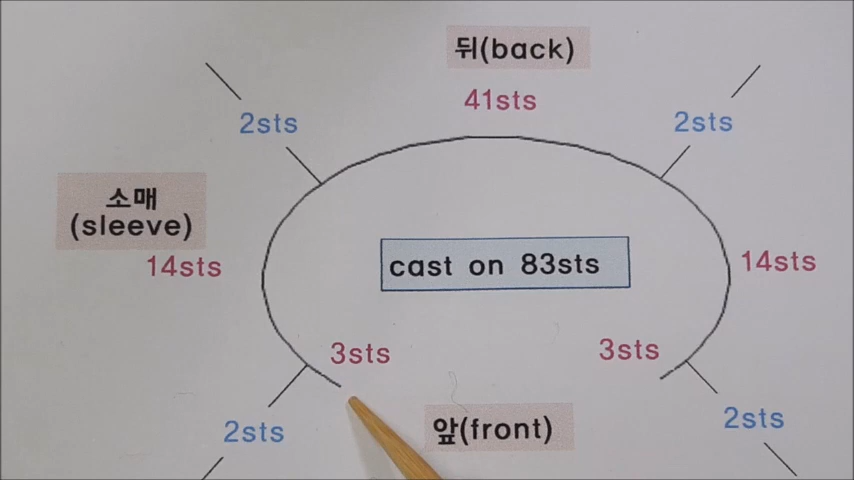 뒤(back)
41sts
2sts
2sts
소매
(sleeve)
14sts
cast on 83sts
14sts
3sts
3sts
2sts
앞(front)
2sts